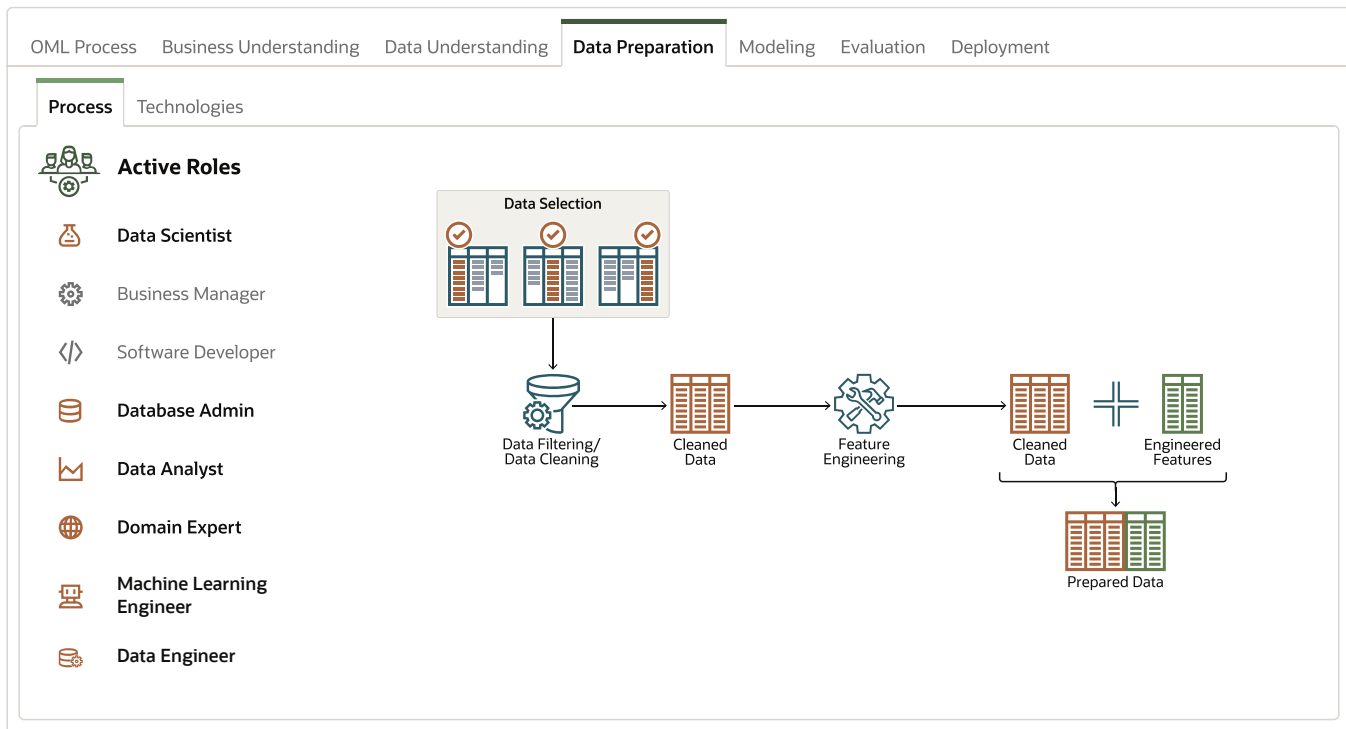 OML Process Business Understanding Data Understanding Data Preparation Modeling Evaluation Deployment
Process Technologies
Active Roles
Data Scientist
Business Manager
Software Developer
Database Admin
Data Analyst
Domain Expert
Machine Learning
Engineer
Data Engineer
Data Selection
Data Filtering/
Data Cleaning
Cleaned
Data
Feature
Engineering
Cleaned
Data
Engineered
Features
Prepared Data